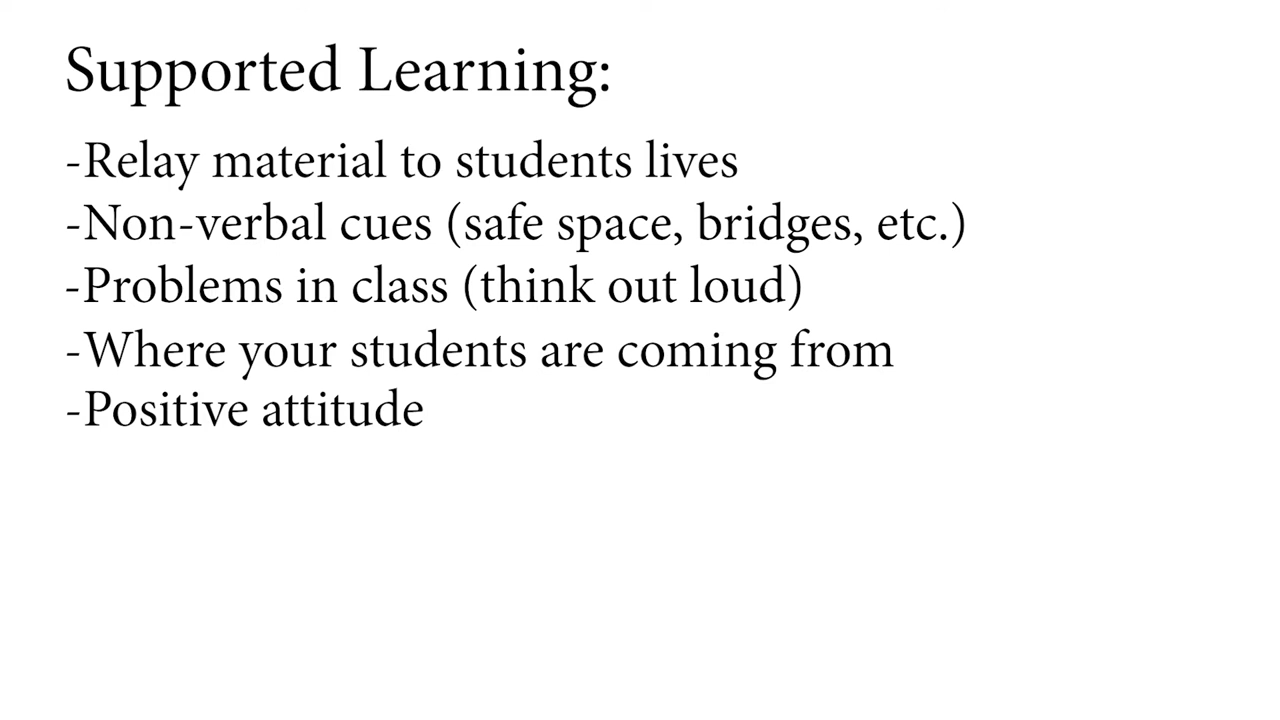 Supported Learning:
-Relay material to students lives
-Non-verbal cues (safe space, bridges, etc.)
-Problems in class (think out loud)
-Where your students are coming from
-Positive attitude